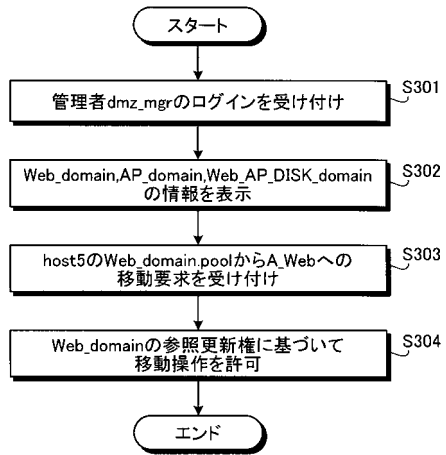 スタート
S301
管理者dmz_mgrのログインを受け付け
S302
Web_domain,AP_domain,Web_AP_DISK_domain
の情報を表示
S303
host5のWeb_domain.poolからA_Webへの
移動要求を受け付け
S304
Web_domainの参照更新権に基づいて
移動操作を許可
エンド